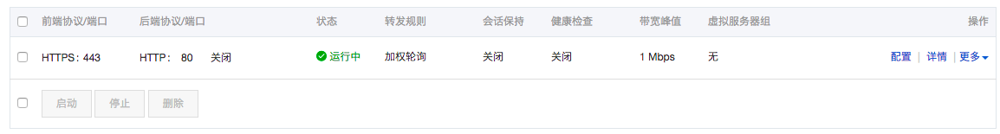 前端协议/端口 后端协议/端口 状态 转发规则 会话保持 健康检查 带宽峰值 虚拟服务器组 操作
HTTPS: 443 HTTP: 80 关闭 运行中 加权轮询 关闭 关闭 1 Mbps 无 配置 | 详情 | 更多
启动 停止 删除